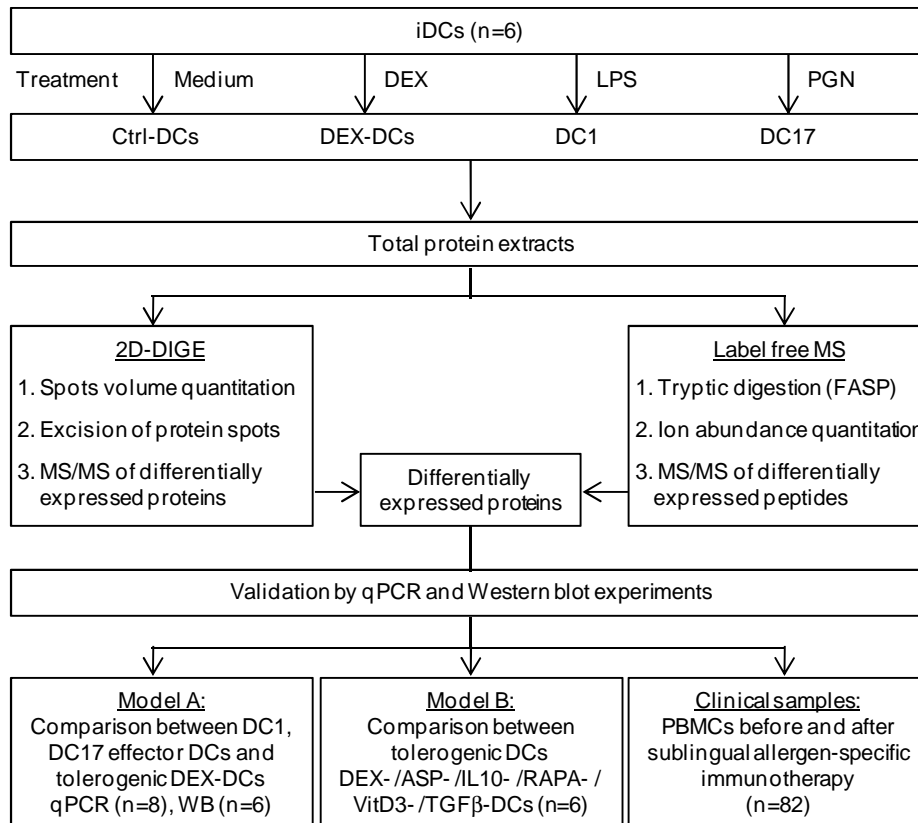 iDCs (n=6)
Treatment Medium DEX LPS PGN
Ctrl-DCs DEX-DCs DC1 DC17
Total protein extracts
2D-DIGE
1. Spots volume quantitation
2. Excision of protein spots
3. MS/MS of differentially
expressed proteins
Label free MS
1. Tryptic digestion (FASP)
2. Ion abundance quantitation
3. MS/MS of differentially
expressed peptides
Differentially
expressed proteins
Validation by qPCR and Western blot experiments
Model A:
Comparison between DC1,
DC17 effector DCs and
tolerogenic DEX-DCs
qPCR (n=8), WB (n=6)
Model B:
Comparison between
tolerogenic DCs
DEX- /ASP- /IL10- /RAPA- /
VitD3- /TGFβ-DCs (n=6)
Clinical samples:
PBMCs before and after
sublingual allergen-specific
immunotherapy
(n=82)